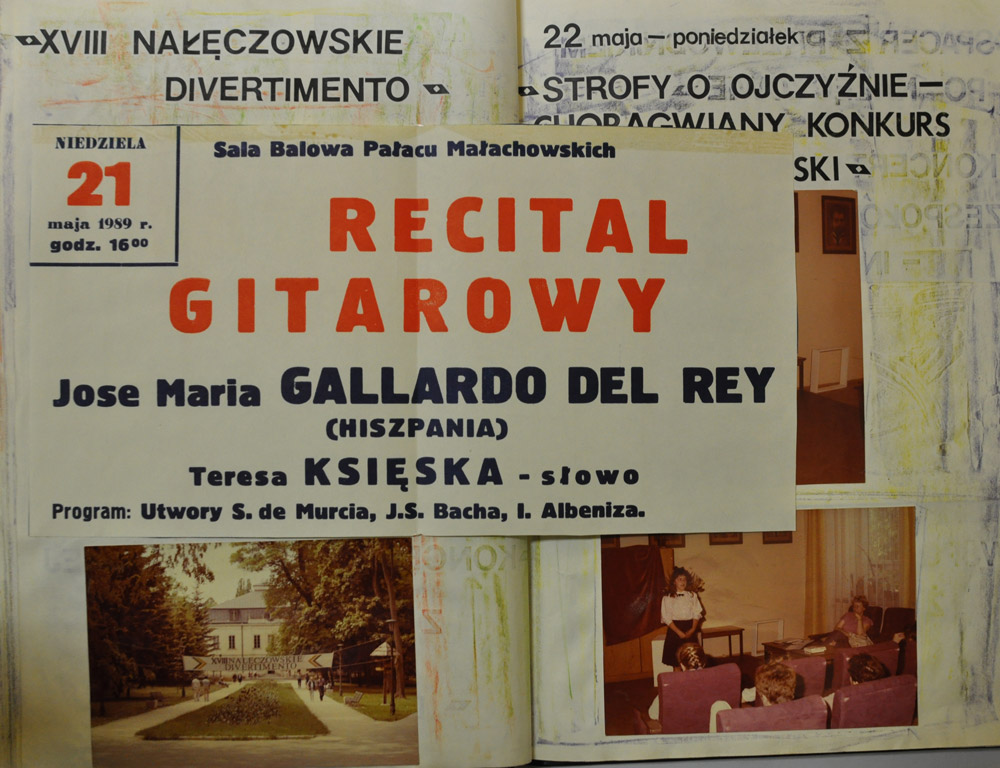 XVIII NAŁĘCZOWSKIE
DIVERTIMENTO
22 maja – poniedziałek
STROFY O OJCZYŹNIE –
CHORĄGWIANY KONKURS
SKI
NIEDZIELA
21
maja 1989 r.
godz. 16⁰⁰
Sala Balowa Pałacu Małachowskich
RECITAL
GITAROWY
Jose Maria GALLARDO DEL REY
(HISZPANIA)
Teresa KSIĘSKA - słowo
Program: Utwory S. de Murcia, J.S. Bacha, I. Albeniza.
XVIII NAŁĘCZOWSKIE
DIVERTIMENTO